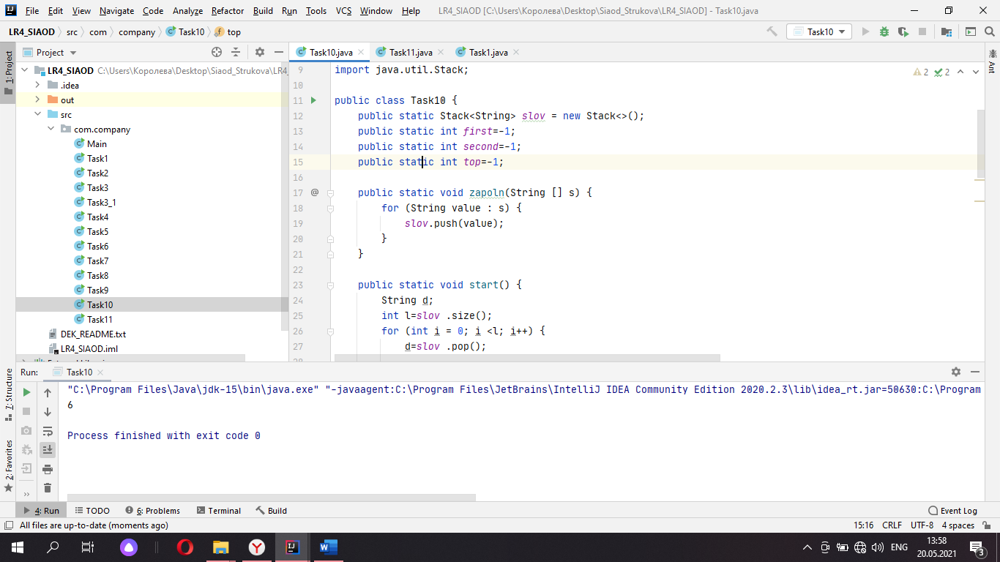 File Edit View Navigate Code Analyze Refactor Build Run Tools VCS Window Help LR4_SIAOD [C:\Users\Королева\Desktop\Siaod_Strukova\LR4_SIAOD] - Task10.java
LR4_SIAOD src com company Task10 top Task10
1: Project
Project
Task10.java Task11.java Task1.java
Ant
LR4_SIAOD C:\Users\Королева\Desktop\Siaod_Strukova\LR4_
.idea
out
src
com.company
Main
Task1
Task2
Task3
Task3_1
Task4
Task5
Task6
Task7
Task8
Task9
Task10
Task11
DEK_README.txt
LR4_SIAOD.iml
2 2
9 import java.util.Stack;
10
11 public class Task10 {
12 public static Stack<String> slov = new Stack<>();
13 public static int first=-1;
14 public static int second=-1;
15 public static int top=-1;
16
17 @ public static void zapoln(String [] s) {
18 for (String value : s) {
19 slov.push(value);
20 }
21 }
22
23 public static void start() {
24 String d;
25 int l=slov .size();
26 for (int i = 0; i <l; i++) {
27 d=slov .pop();
7: Structure
2: Favorites
Run: Task10
"C:\Program Files\Java\jdk-15\bin\java.exe" "-javaagent:C:\Program Files\JetBrains\IntelliJ IDEA Community Edition 2020.2.3\lib\idea_rt.jar=50630:C:\Program
6
Process finished with exit code 0
4: Run TODO 6: Problems Terminal Build Event Log
All files are up-to-date (moments ago) 15:16 CRLF UTF-8 4 spaces
ENG 13:58
20.05.2021 3